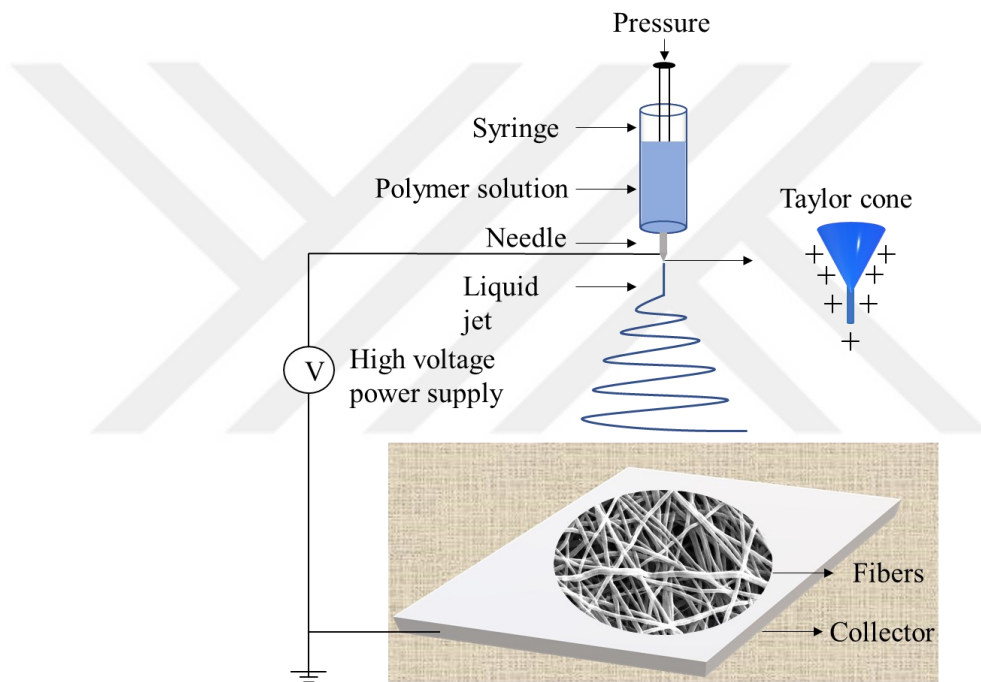 Pressure
Syringe
Polymer solution
Taylor cone
Needle
Liquid
jet
V
High voltage
power supply
+ +
+ +
+ +
+
Fibers
Collector